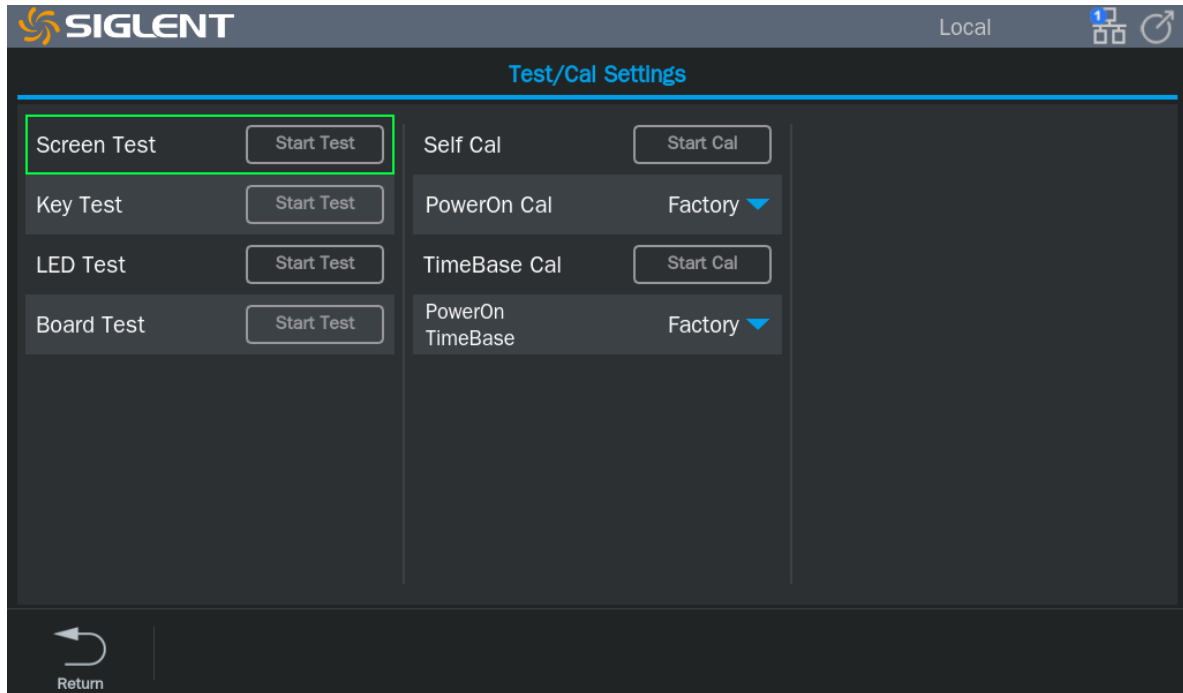 SIGLENT
Local
1
Test/Cal Settings
Screen Test Start Test
Key Test Start Test
LED Test Start Test
Board Test Start Test
Self Cal Start Cal
PowerOn Cal Factory
TimeBase Cal Start Cal
PowerOn
TimeBase Factory
Return